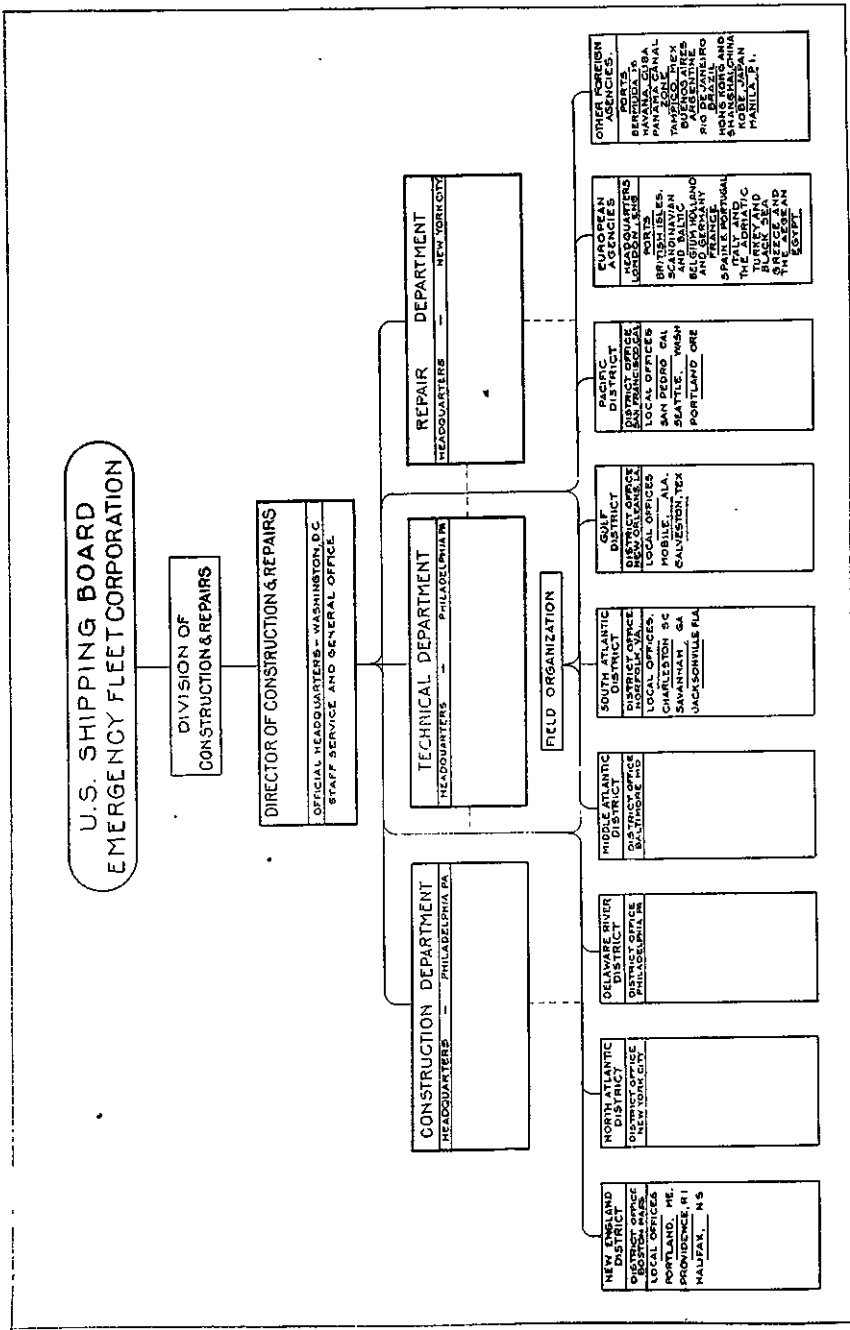 U.S. SHIPPING BOARD
EMERGENCY FLEET CORPORATION
DIVISION OF
CONSTRUCTION & REPAIRS
DIRECTOR OF CONSTRUCTION & REPAIRS
OFFICIAL HEADQUARTERS - WASHINGTON, D.C.
STAFF SERVICE AND GENERAL OFFICE
CONSTRUCTION DEPARTMENT
HEADQUARTERS - PHILADELPHIA PA
TECHNICAL DEPARTMENT
HEADQUARTERS - PHILADELPHIA PA
REPAIR DEPARTMENT
HEADQUARTERS - NEW YORK CITY
FIELD ORGANIZATION
NEW ENGLAND
DISTRICT
DISTRICT OFFICE
BOSTON MASS
LOCAL OFFICES
PORTLAND, ME.
PROVIDENCE, R I
HALIFAX, N S
NORTH ATLANTIC
DISTRICT
DISTRICT OFFICE
NEW YORK CITY
DELAWARE RIVER
DISTRICT
DISTRICT OFFICE
PHILADELPHIA PA
MIDDLE ATLANTIC
DISTRICT
DISTRICT OFFICE
BALTIMORE MD
SOUTH ATLANTIC
DISTRICT
DISTRICT OFFICE
NORFOLK, VA.
LOCAL OFFICES.
CHARLESTON SC
SAVANNAH, GA
JACKSONVILLE FLA
GULF
DISTRICT
DISTRICT OFFICE
NEW ORLEANS, LA.
LOCAL OFFICES
MOBILE, ALA.
GALVESTON, TEX
PACIFIC
DISTRICT
DISTRICT OFFICE
SAN FRANCISCO, CAL.
LOCAL OFFICES
SAN PEDRO CAL
SEATTLE, WASH
PORTLAND ORE
EUROPEAN
AGENCIES
HEADQUARTERS
LONDON, ENG
PORTS
BRITISH ISLES,
SCANDINAVIAN
AND BALTIC
BELGIUM HOLLAND
AND GERMANY
FRANCE
SPAIN & PORTUGAL
ITALY AND
THE ADRIATIC
TURKEY AND
BLACK SEA
GREECE AND
THE AEGEAN
EGYPT
OTHER FOREIGN
AGENCIES.
PORTS
BERMUDA IS
HAVANA, CUBA
PANAMA CANAL
ZONE
TAMPICO, MEX
BUENOS AIRES
ARGENTINE
RIO DE JANEIRO
BRAZIL
HONG KONG AND
SHANGHAI, CHINA
KOBE, JAPAN
MANILA, P.I.